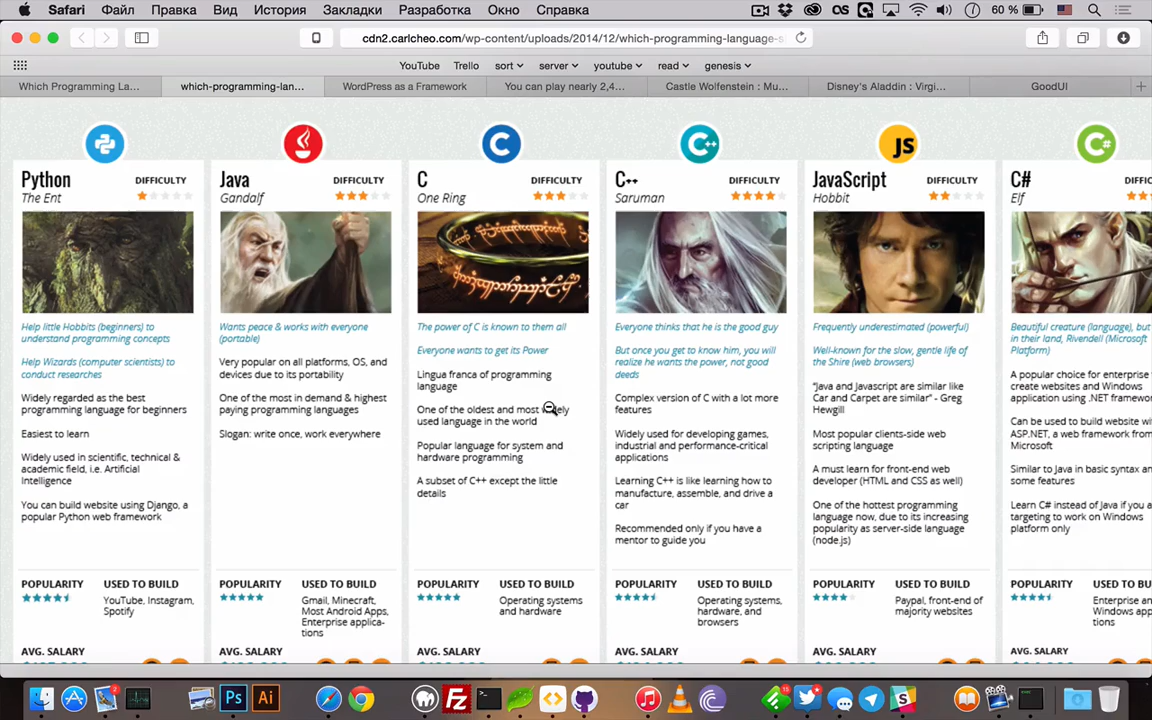 Safari Файл Правка Вид История Закладки Разработка Окно Справка
60 %
cdn2.carlcheo.com/wp-content/uploads/2014/12/which-programming-language-s
YouTube Trello sort server youtube read genesis
Which Programming La... which-programming-lan... WordPress as a Framework You can play nearly 2,4... Castle Wolfenstein : Mu... Disney's Aladdin : Virgi... GoodUI
C
C++
JS
C#
Python
The Ent
DIFFICULTY
Help little Hobbits (beginners) to
understand programming concepts
Help Wizards (computer scientists) to
conduct researches
Widely regarded as the best
programming language for beginners
Easiest to learn
Widely used in scientific, technical &
academic field, i.e. Artificial
Intelligence
You can build website using Django, a
popular Python web framework
POPULARITY
USED TO BUILD
YouTube, Instagram,
Spotify
AVG. SALARY
Java
Gandalf
DIFFICULTY
Wants peace & works with everyone
(portable)
Very popular on all platforms, OS, and
devices due to its portability
One of the most in demand & highest
paying programming languages
Slogan: write once, work everywhere
POPULARITY
USED TO BUILD
Gmail, Minecraft,
Most Android Apps,
Enterprise applica-
tions
AVG. SALARY
C
One Ring
DIFFICULTY
The power of C is known to them all
Everyone wants to get its Power
Lingua franca of programming
language
One of the oldest and most widely
used language in the world
Popular language for system and
hardware programming
A subset of C++ except the little
details
POPULARITY
USED TO BUILD
Operating systems
and hardware
AVG. SALARY
C++
Saruman
DIFFICULTY
Everyone thinks that he is the good guy
But once you get to know him, you will
realize he wants the power, not good
deeds
Complex version of C with a lot more
features
Widely used for developing games,
industrial and performance-critical
applications
Learning C++ is like learning how to
manufacture, assemble, and drive a
car
Recommended only if you have a
mentor to guide you
POPULARITY
USED TO BUILD
Operating systems,
hardware, and
browsers
AVG. SALARY
JavaScript
Hobbit
DIFFICULTY
Frequently underestimated (powerful)
Well-known for the slow, gentle life of
the Shire (web browsers)
“Java and Javascript are similar like
Car and Carpet are similar” - Greg
Hewgill
Most popular clients-side web
scripting language
A must learn for front-end web
developer (HTML and CSS as well)
One of the hottest programming
language now, due to its increasing
popularity as server-side language
(node.js)
POPULARITY
USED TO BUILD
Paypal, front-end of
majority websites
AVG. SALARY
C#
Elf
DIFFIC
Beautiful creature (language), but
in their land, Rivendell (Microsoft
Platform)
A popular choice for enterprise
create websites and Windows
application using .NET framewor
Can be used to build website wi
ASP.NET, a web framework from
Microsoft
Similar to Java in basic syntax an
some features
Learn C# instead of Java if you a
targeting to work on Windows
platform only
POPULARITY
USED TO BU
Enterprise an
Windows app
tions
AVG. SALARY
Ps Ai